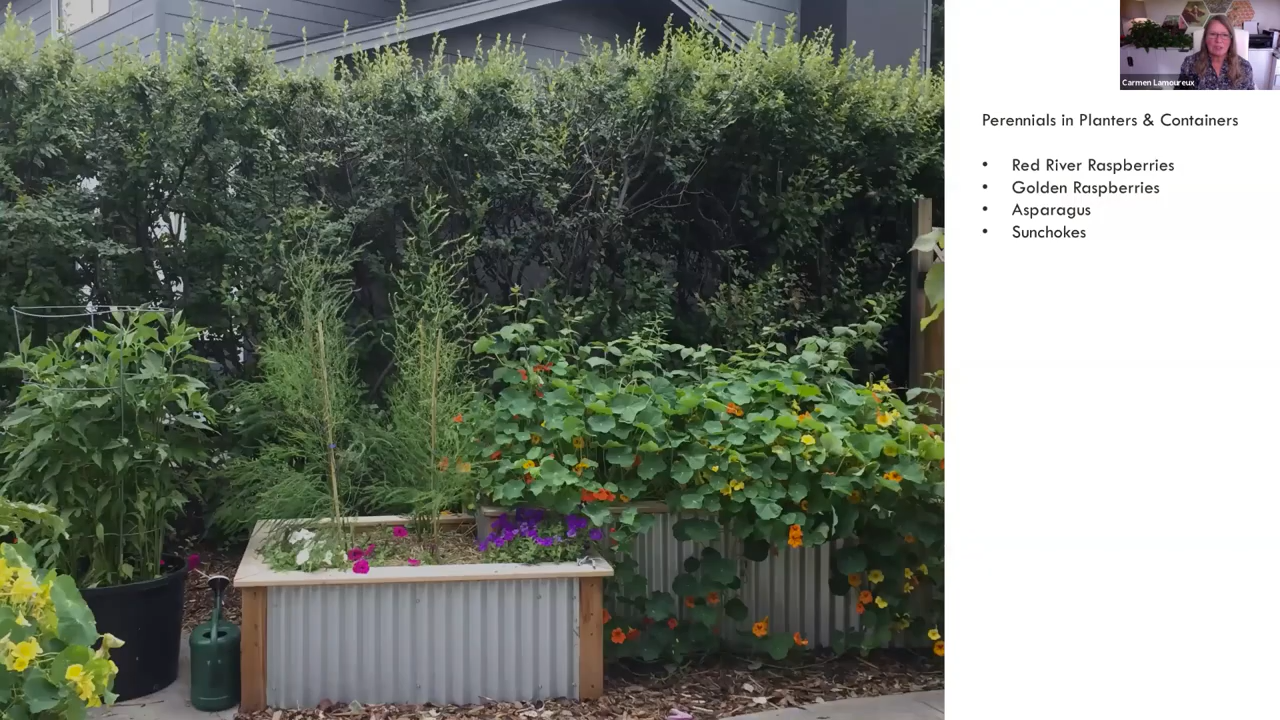 Carmen Lamoureux
Perennials in Planters & Containers
• Red River Raspberries
• Golden Raspberries
• Asparagus
• Sunchokes